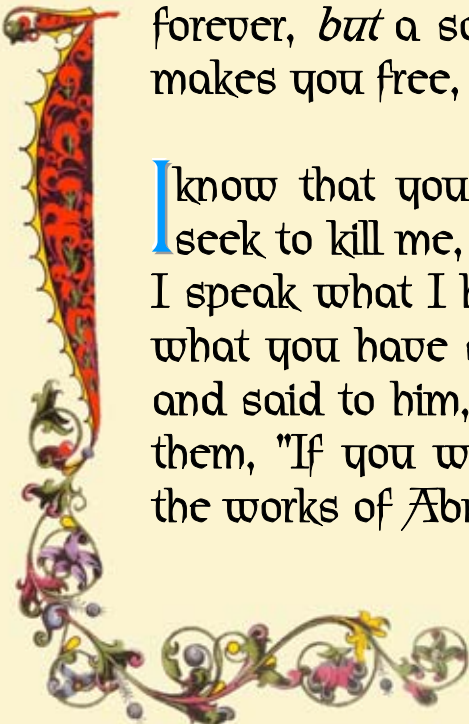 forever, but a
makes you free,
I know that you
seek to kill me,
I speak what I
what you have
and said to him,
them, "If you
the works of